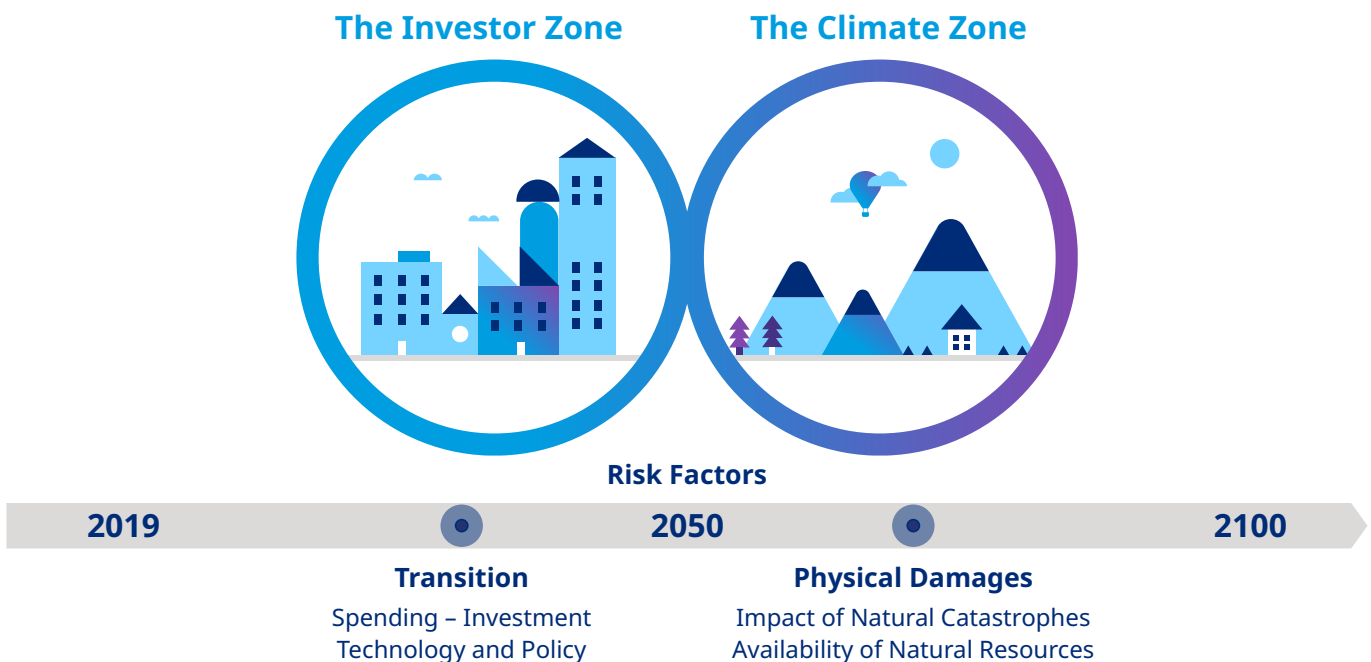 The Investor Zone
The Climate Zone
Risk Factors
2019
2050
2100
Transition
Spending – Investment
Technology and Policy
Physical Damages
Impact of Natural Catastrophes
Availability of Natural Resources